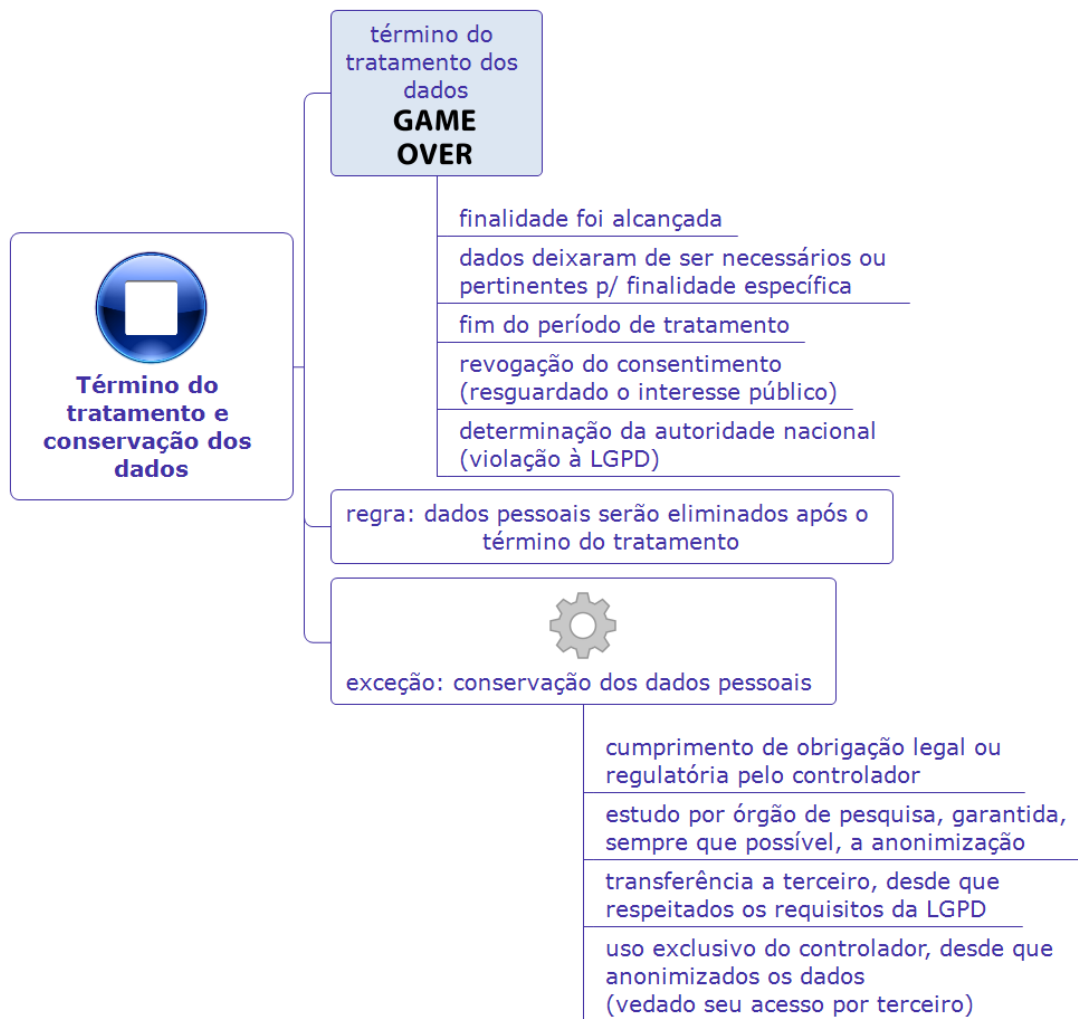 término do
tratamento dos
dados
GAME
OVER
finalidade foi alcançada
dados deixaram de ser necessários ou
pertinentes p/ finalidade específica
fim do período de tratamento
revogação do consentimento
(resguardado o interesse público)
determinação da autoridade nacional
(violação à LGPD)
Término do
tratamento e
conservação dos
dados
regra: dados pessoais serão eliminados após o
término do tratamento
exceção: conservação dos dados pessoais
cumprimento de obrigação legal ou
regulatória pelo controlador
estudo por órgão de pesquisa, garantida,
sempre que possível, a anonimização
transferência a terceiro, desde que
respeitados os requisitos da LGPD
uso exclusivo do controlador, desde que
anonimizados os dados
(vedado seu acesso por terceiro)